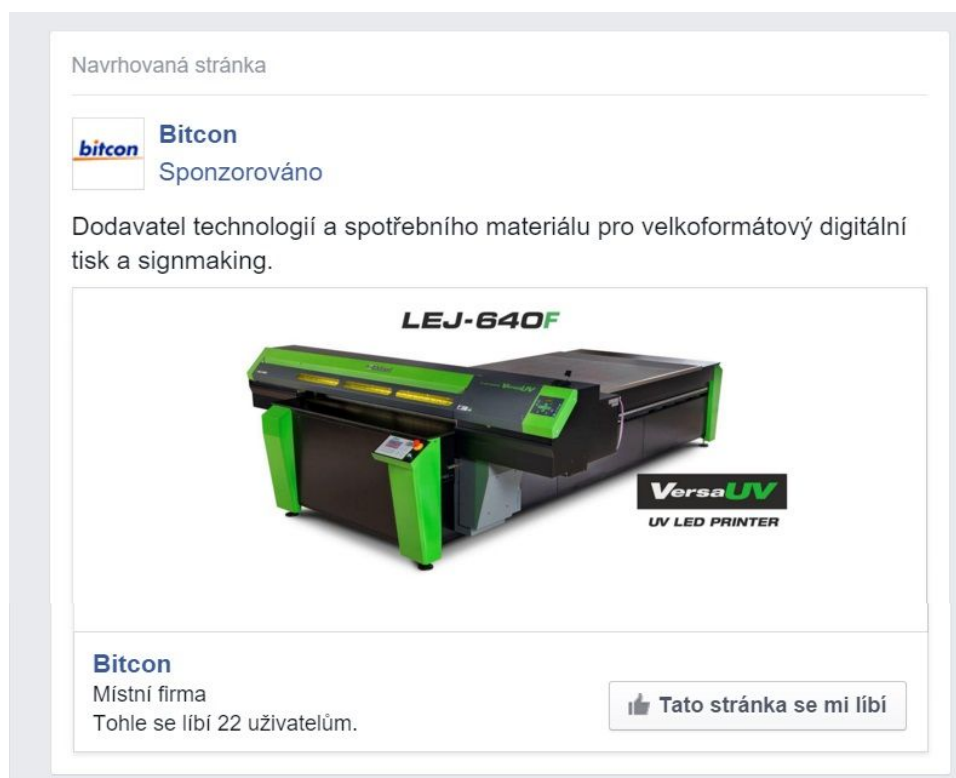 Navrhovaná stránka
bitcon
Bitcon
Sponzorováno
Dodavatel technologií a spotřebního materiálu pro velkoformátový digitální
tisk a signmaking.
LEJ-640F
VersaUV
VersaUV
UV LED PRINTER
Bitcon
Místní firma
Tohle se líbí 22 uživatelům.
Tato stránka se mi líbí